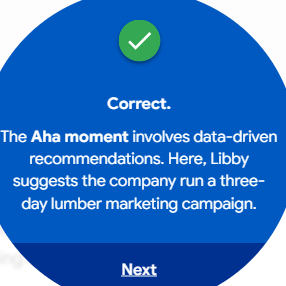 Correct.
The Aha moment involves data-driven
recommendations. Here, Libby
suggests the company run a three-
day lumber marketing campaign.
Next